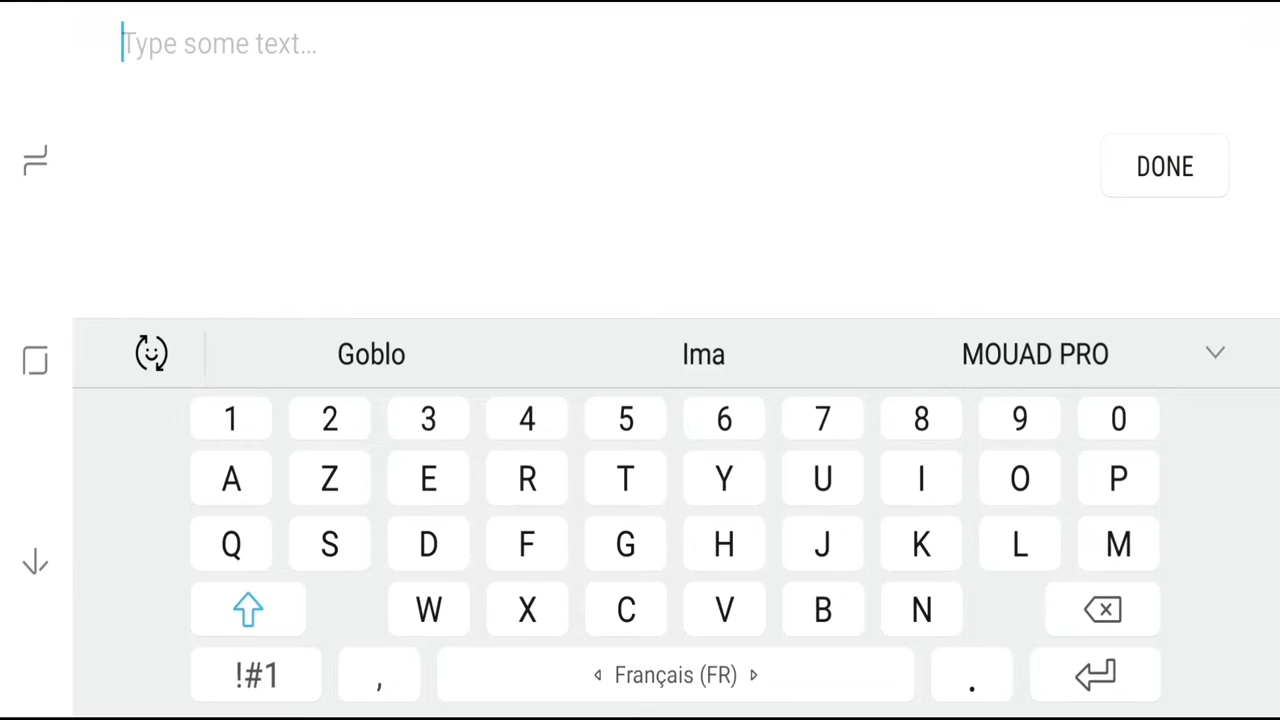 Type some text...
DONE
Goblo Ima MOUAD PRO
1 2 3 4 5 6 7 8 9 0
A Z E R T Y U I O P
Q S D F G H J K L M
W X C V B N
!#1 , Français (FR) .